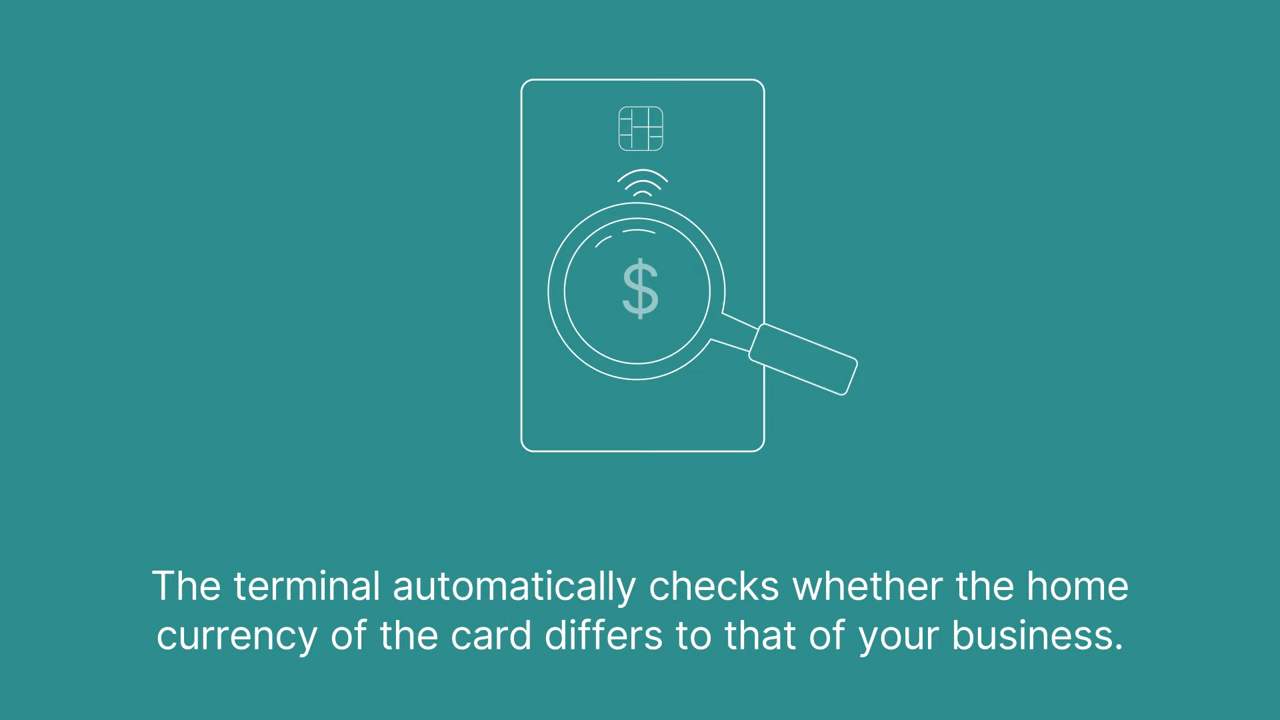 $
The terminal automatically checks whether the home
currency of the card differs to that of your business.